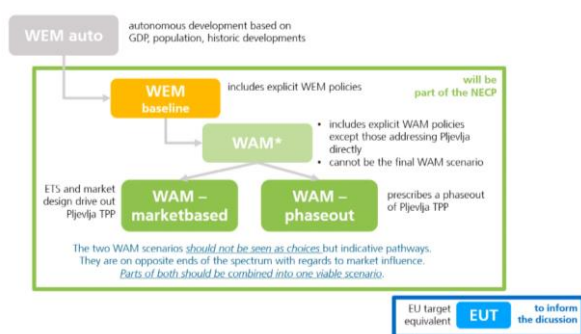 WEM auto
autonomous development based on
GDP, population, historic developments
will be
part of the NECP
WEM
baseline
includes explicit WEM policies
WAM*
• includes explicit WAM policies
except those addressing Pljevlja
directly
• cannot be the final WAM scenario
ETS and market
design drive out
Pljevlja TPP
WAM –
marketbased
WAM –
phaseout
prescribes a phaseout
of Pljevlja TPP
The two WAM scenarios should not be seen as choices but indicative pathways.
They are on opposite ends of the spectrum with regards to market influence.
Parts of both should be combined into one viable scenario.
EU target
equivalent
EUT
to inform
the dicussion